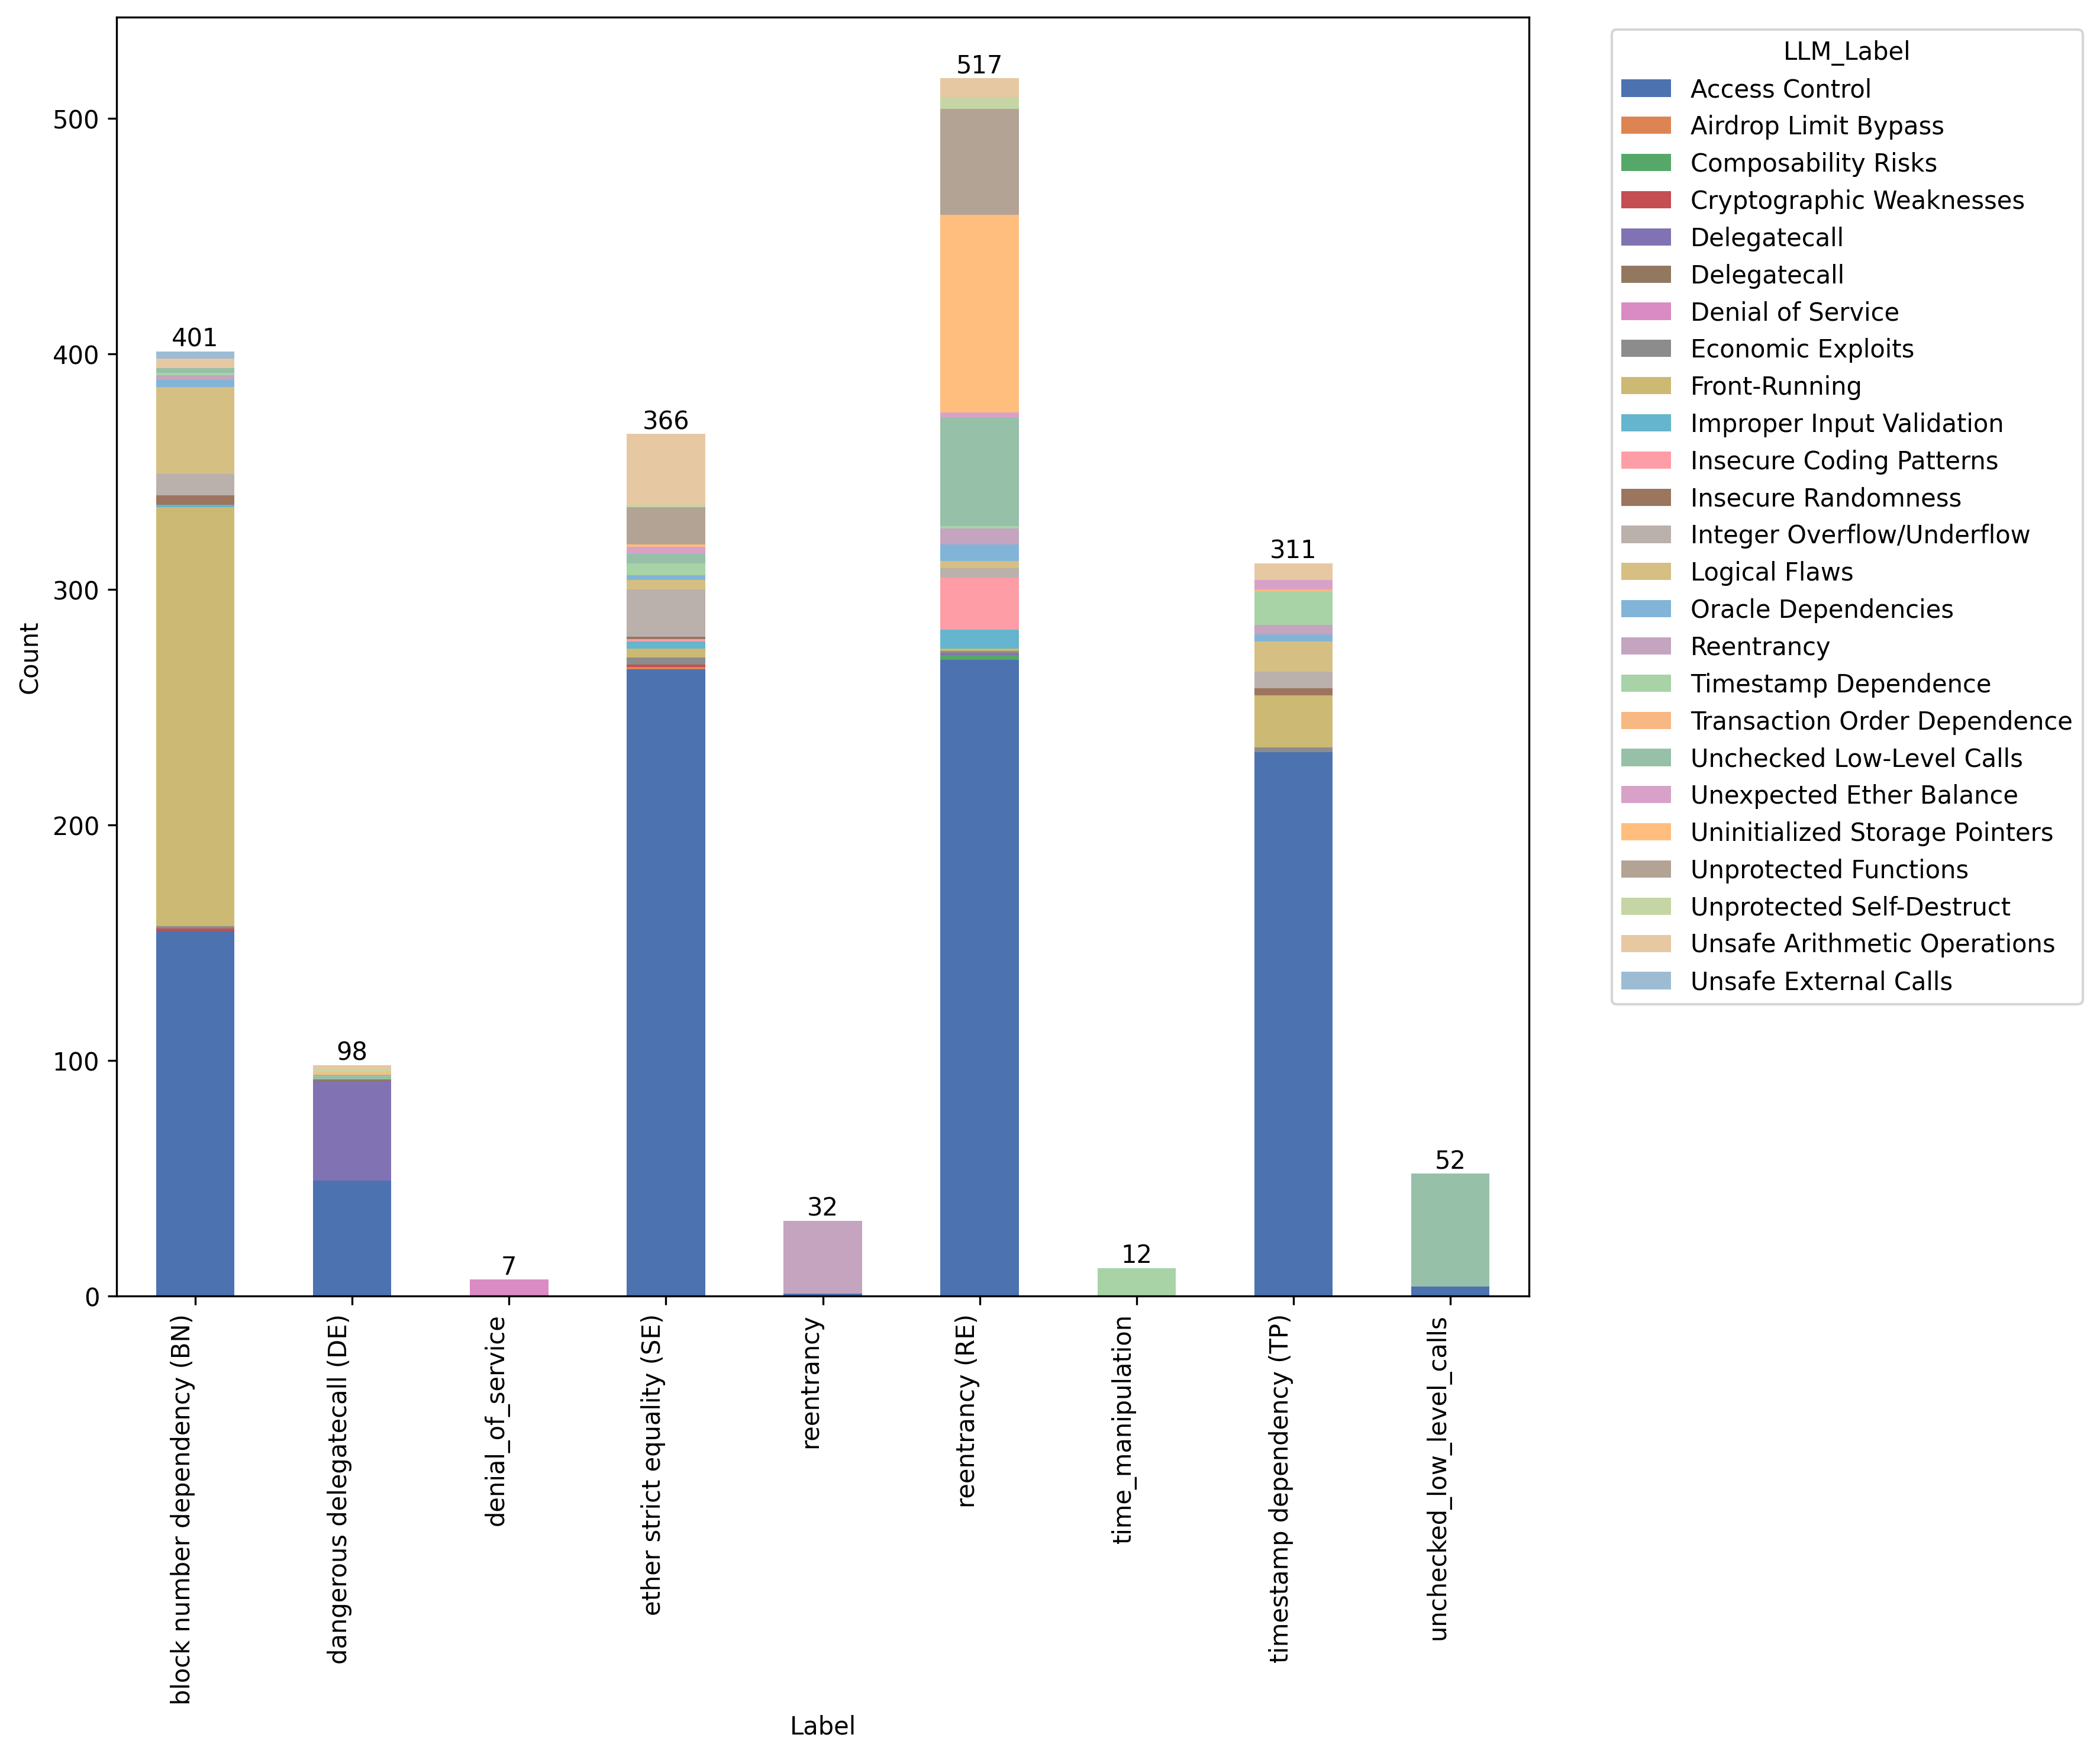 517
500
401
400
366
311
300
200
100
98
52
32
12
7
0
Count
block number dependency (BN)
dangerous delegatecall (DE)
denial_of_service
ether strict equality (SE)
reentrancy
reentrancy (RE)
time_manipulation
timestamp dependency (TP)
unchecked_low_level_calls
Label
LLM_Label
Access Control
Airdrop Limit Bypass
Composability Risks
Cryptographic Weaknesses
Delegatecall
Delegatecall
Denial of Service
Economic Exploits
Front-Running
Improper Input Validation
Insecure Coding Patterns
Insecure Randomness
Integer Overflow/Underflow
Logical Flaws
Oracle Dependencies
Reentrancy
Timestamp Dependence
Transaction Order Dependence
Unchecked Low-Level Calls
Unexpected Ether Balance
Uninitialized Storage Pointers
Unprotected Functions
Unprotected Self-Destruct
Unsafe Arithmetic Operations
Unsafe External Calls